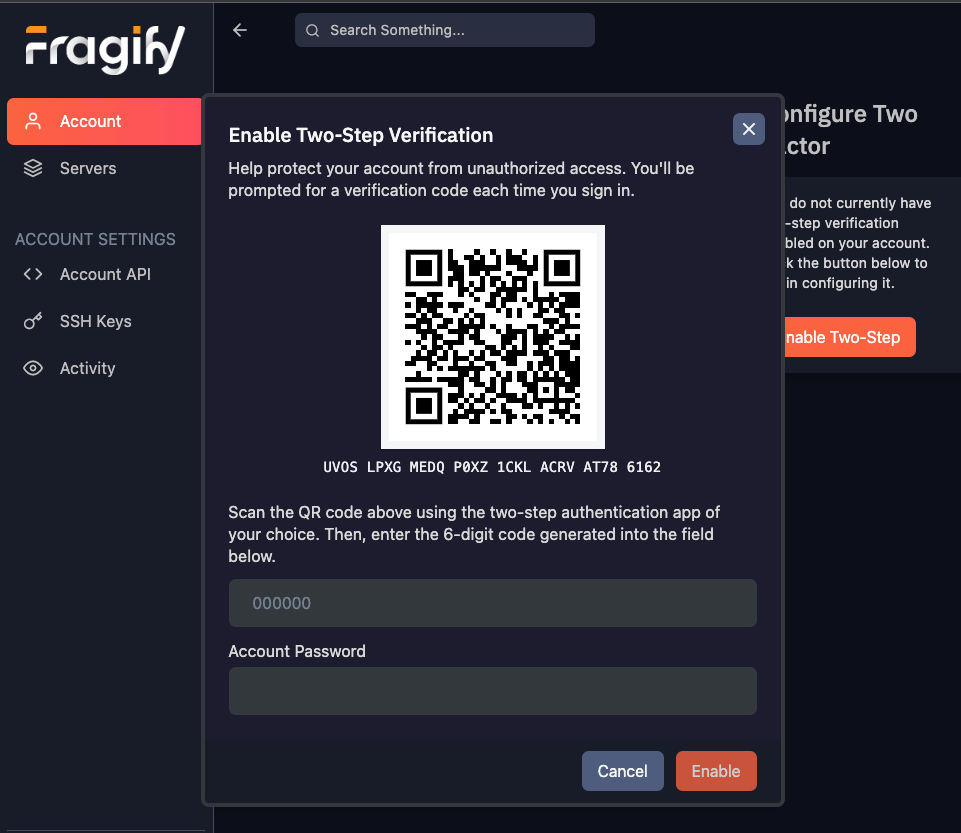 Fragify
Search Something...
Account
Servers
ACCOUNT SETTINGS
Account API
SSH Keys
Activity
Enable Two-Step Verification
Help protect your account from unauthorized access. You'll be
prompted for a verification code each time you sign in.
UVOS LPXG MEDQ P0XZ 1CKL ACRV AT78 6162
Scan the QR code above using the two-step authentication app of
your choice. Then, enter the 6-digit code generated into the field
below.
000000
Account Password
Cancel
Enable
onfigure Two
ctor
do not currently have
-step verification
bled on your account.
k the button below to
in configuring it.
nable Two-Step